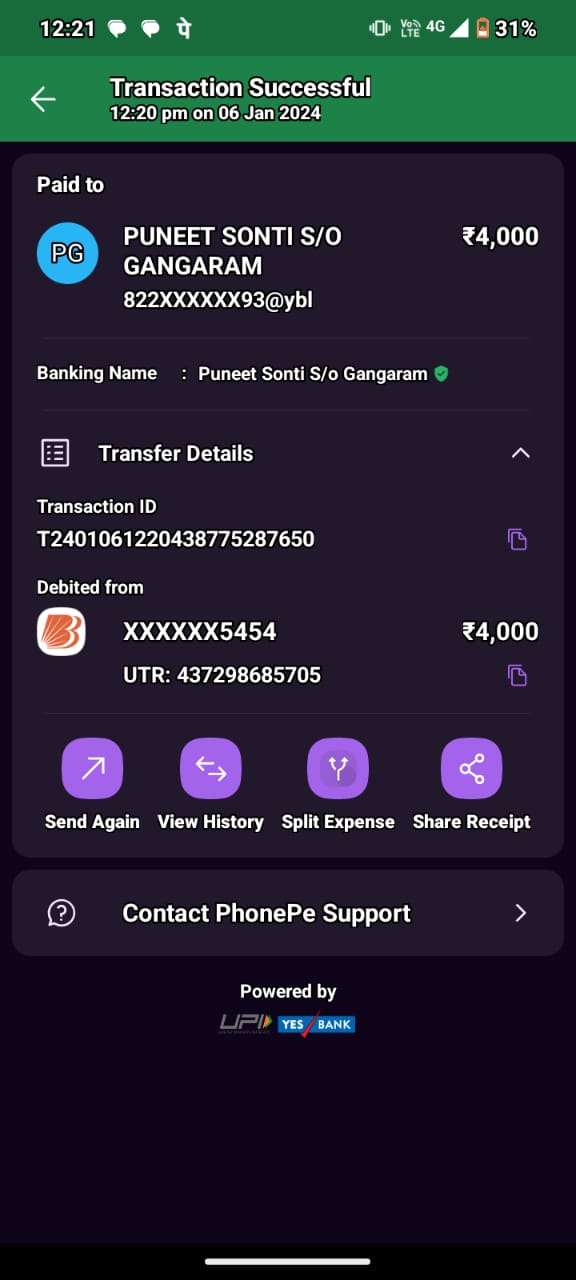 12:21 पे Vo LTE 4G 31%
Transaction Successful
12:20 pm on 06 Jan 2024
Paid to
PG
PUNEET SONTI S/O
GANGARAM
₹4,000
822XXXXXX93@ybl
Banking Name : Puneet Sonti S/o Gangaram
Transfer Details
Transaction ID
T2401061220438775287650
Debited from
XXXXXX5454 ₹4,000
UTR: 437298685705
Send Again View History Split Expense Share Receipt
Contact PhonePe Support
Powered by
UPI YES BANK